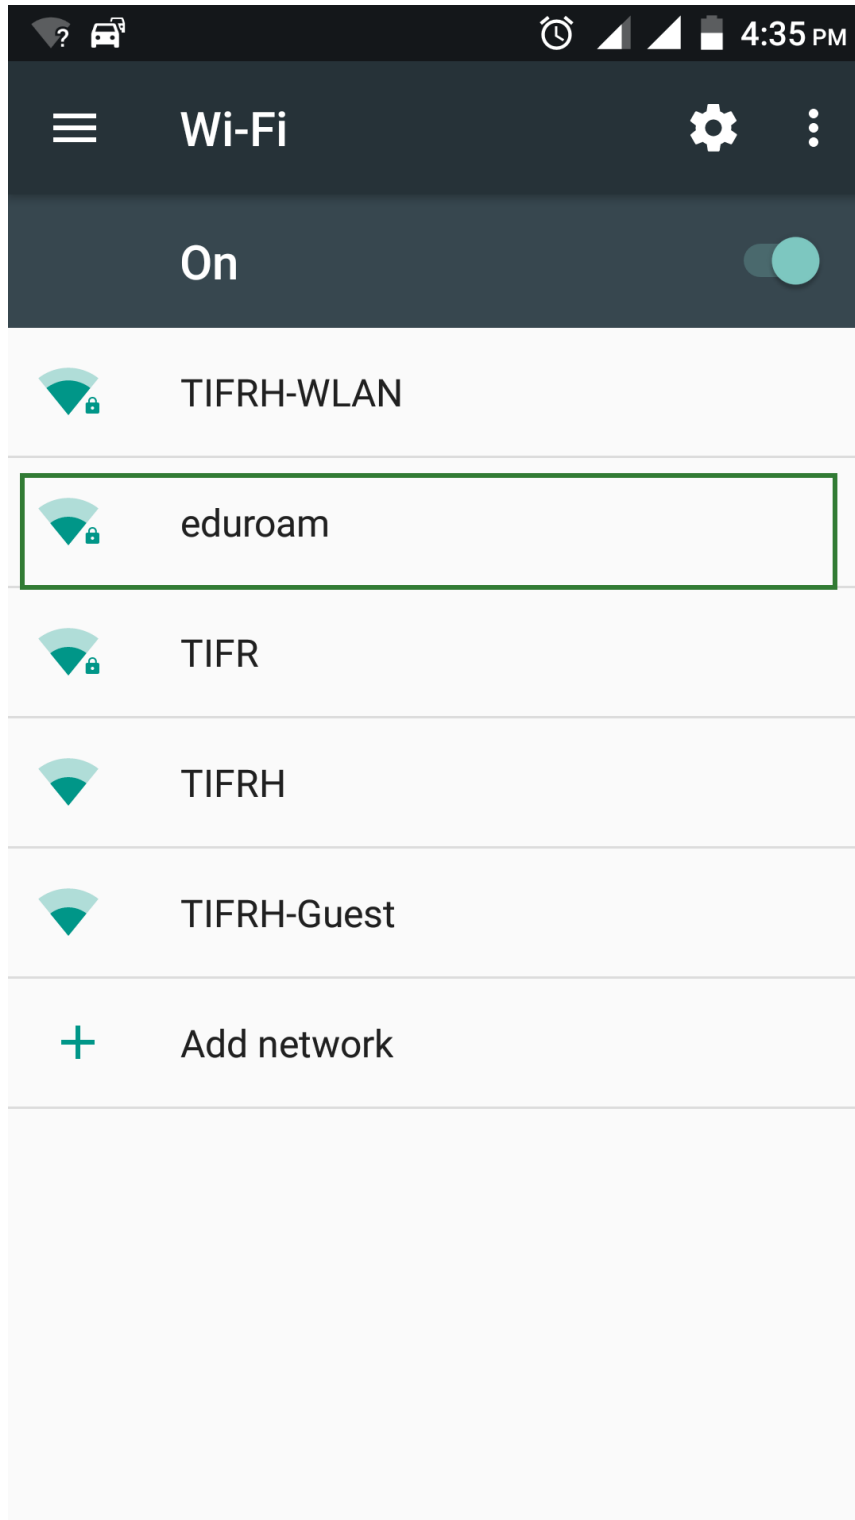 4:35 PM
Wi-Fi
On
TIFRH-WLAN
eduroam
TIFR
TIFRH
TIFRH-Guest
Add network